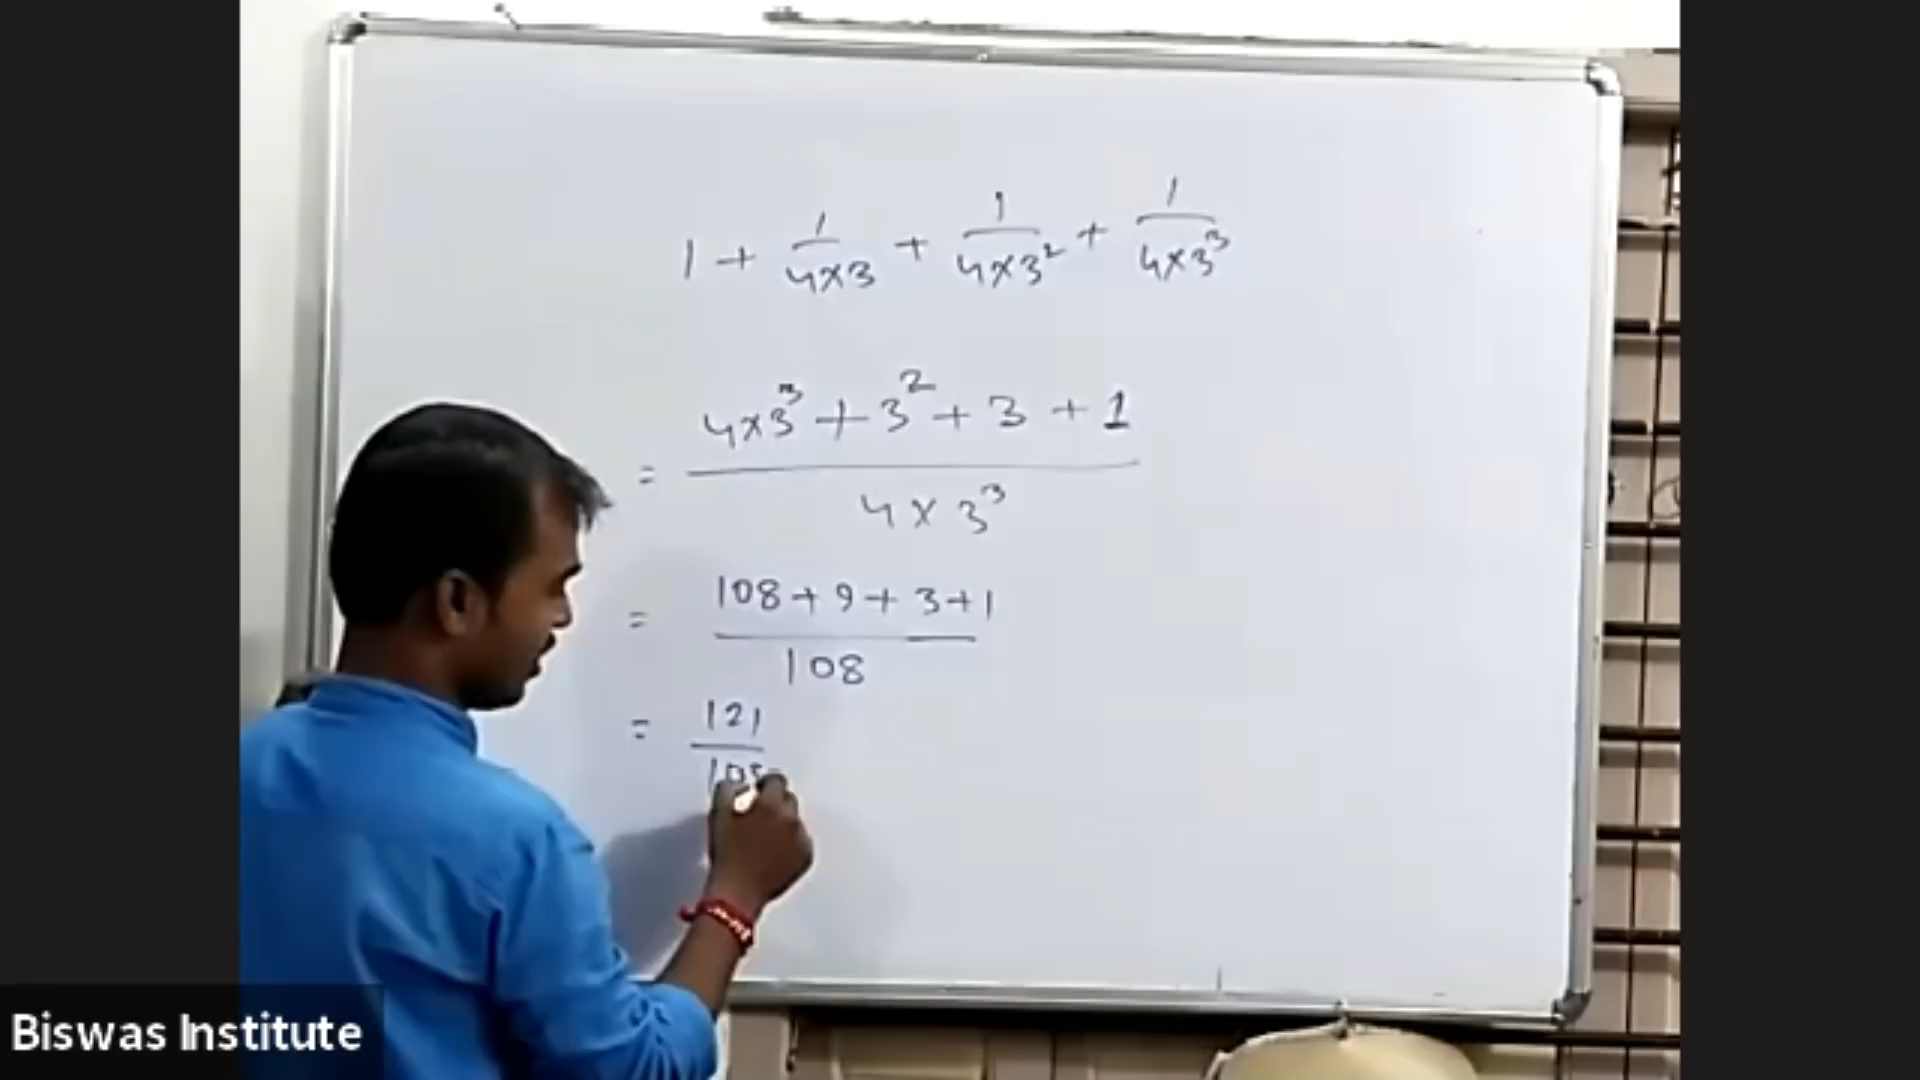 1 + 1/(4×3) + 1/(4×3²) + 1/(4×3³)
= (4×3³ + 3² + 3 + 1)/(4 × 3³)
= (108 + 9 + 3 + 1)/108
= 121/108
Biswas Institute